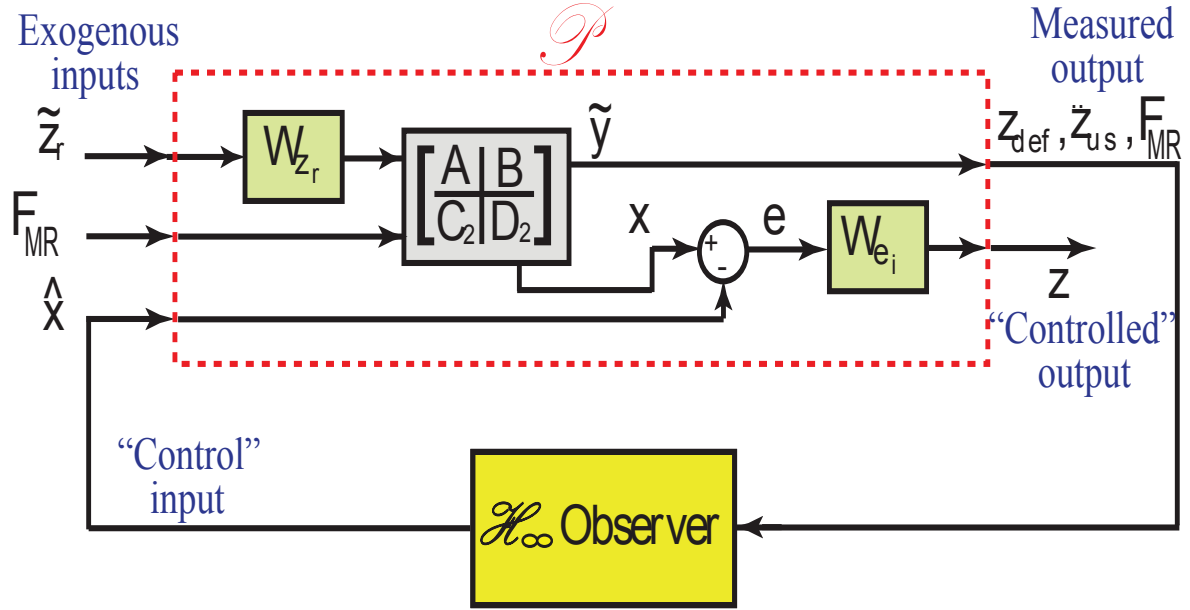 Exogenous
inputs
𝒫
Measured
output
z̃r
Wzr
[A B
C2 D2]
ỹ
zdef, z̈us, FMR
FMR
x
+
-
e
Wei
z
x̂
“Controlled”
output
“Control”
input
ℋ∞ Observer